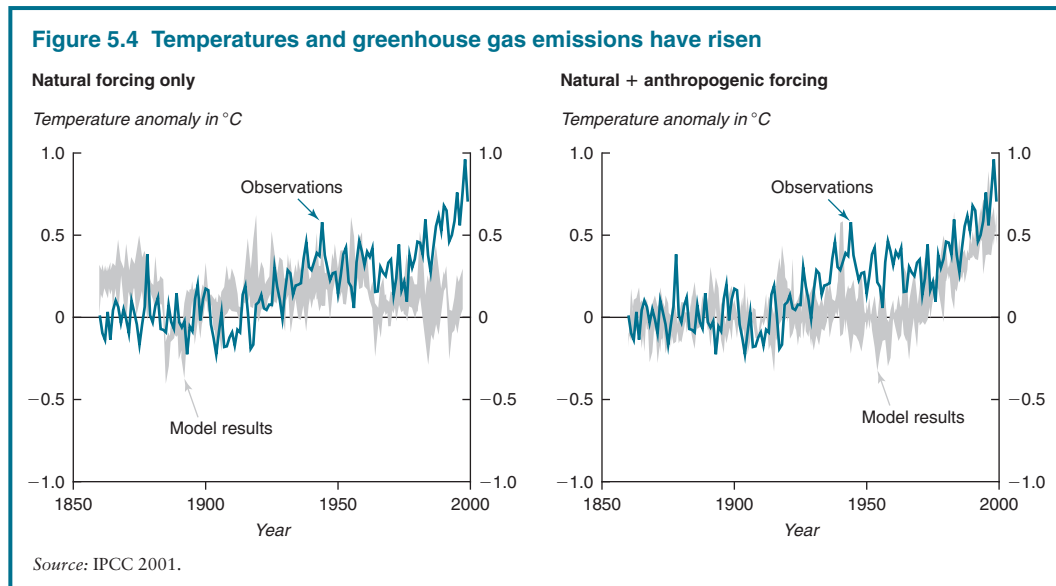 Figure 5.4 Temperatures and greenhouse gas emissions have risen
Natural forcing only
Temperature anomaly in °C
1.0
0.5
0
−0.5
−1.0
1.0
0.5
0
−0.5
−1.0
Observations
Model results
1850
1900
1950
2000
Year
Natural + anthropogenic forcing
Temperature anomaly in °C
1.0
0.5
0
−0.5
−1.0
1.0
0.5
0
−0.5
−1.0
Observations
Model results
1850
1900
1950
2000
Year
Source: IPCC 2001.